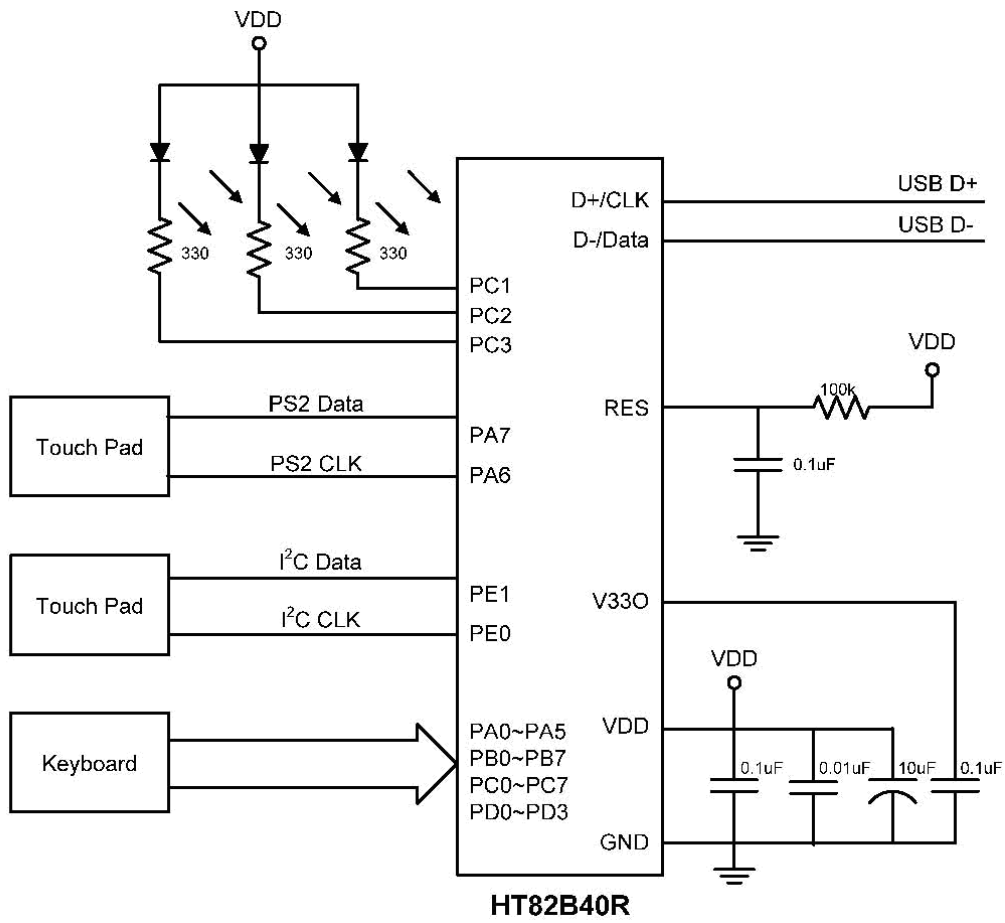 VDD
330
330
330
PC1
PC2
PC3
D+/CLK
D-/Data
USB D+
USB D-
Touch Pad
PS2 Data
PS2 CLK
PA7
PA6
RES
100k
VDD
0.1uF
Touch Pad
I²C Data
I²C CLK
PE1
PE0
V33O
VDD
VDD
0.1uF
0.01uF
10uF
0.1uF
GND
Keyboard
PA0~PA5
PB0~PB7
PC0~PC7
PD0~PD3
HT82B40R